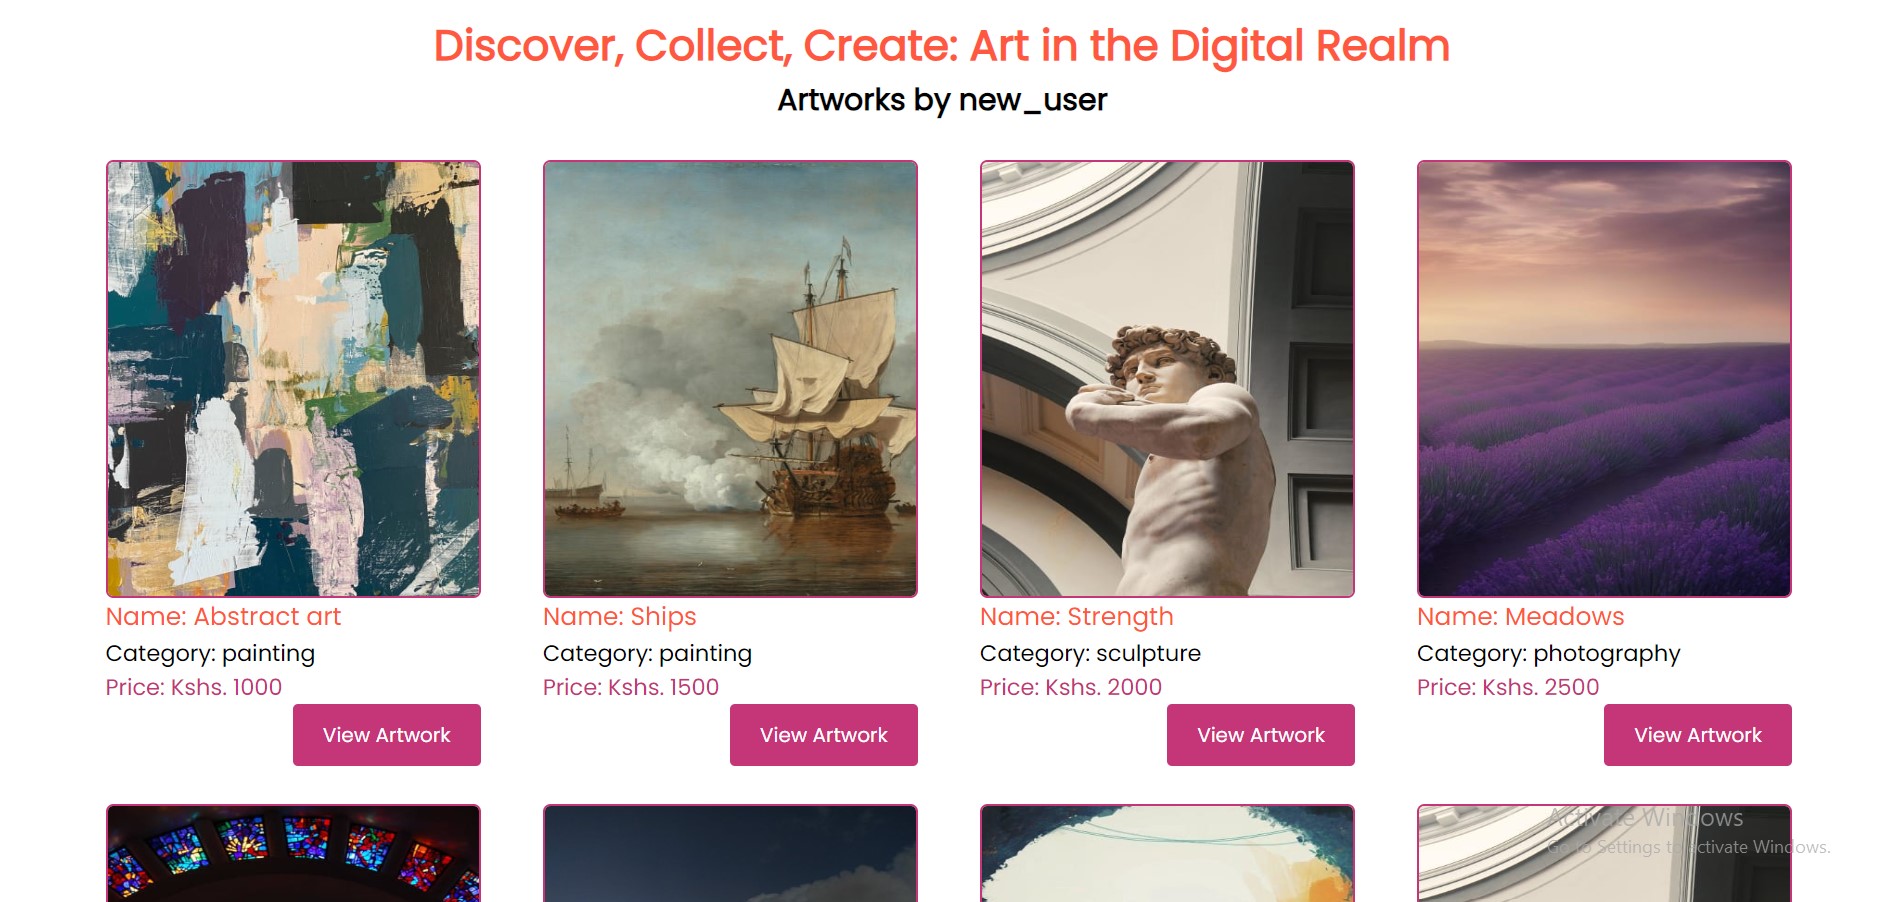 Discover, Collect, Create: Art in the Digital Realm
Artworks by new_user
Name: Abstract art
Category: painting
Price: Kshs. 1000
View Artwork
Name: Ships
Category: painting
Price: Kshs. 1500
View Artwork
Name: Strength
Category: sculpture
Price: Kshs. 2000
View Artwork
Name: Meadows
Category: photography
Price: Kshs. 2500
View Artwork
Activate Windows
Go to Settings to activate Windows.